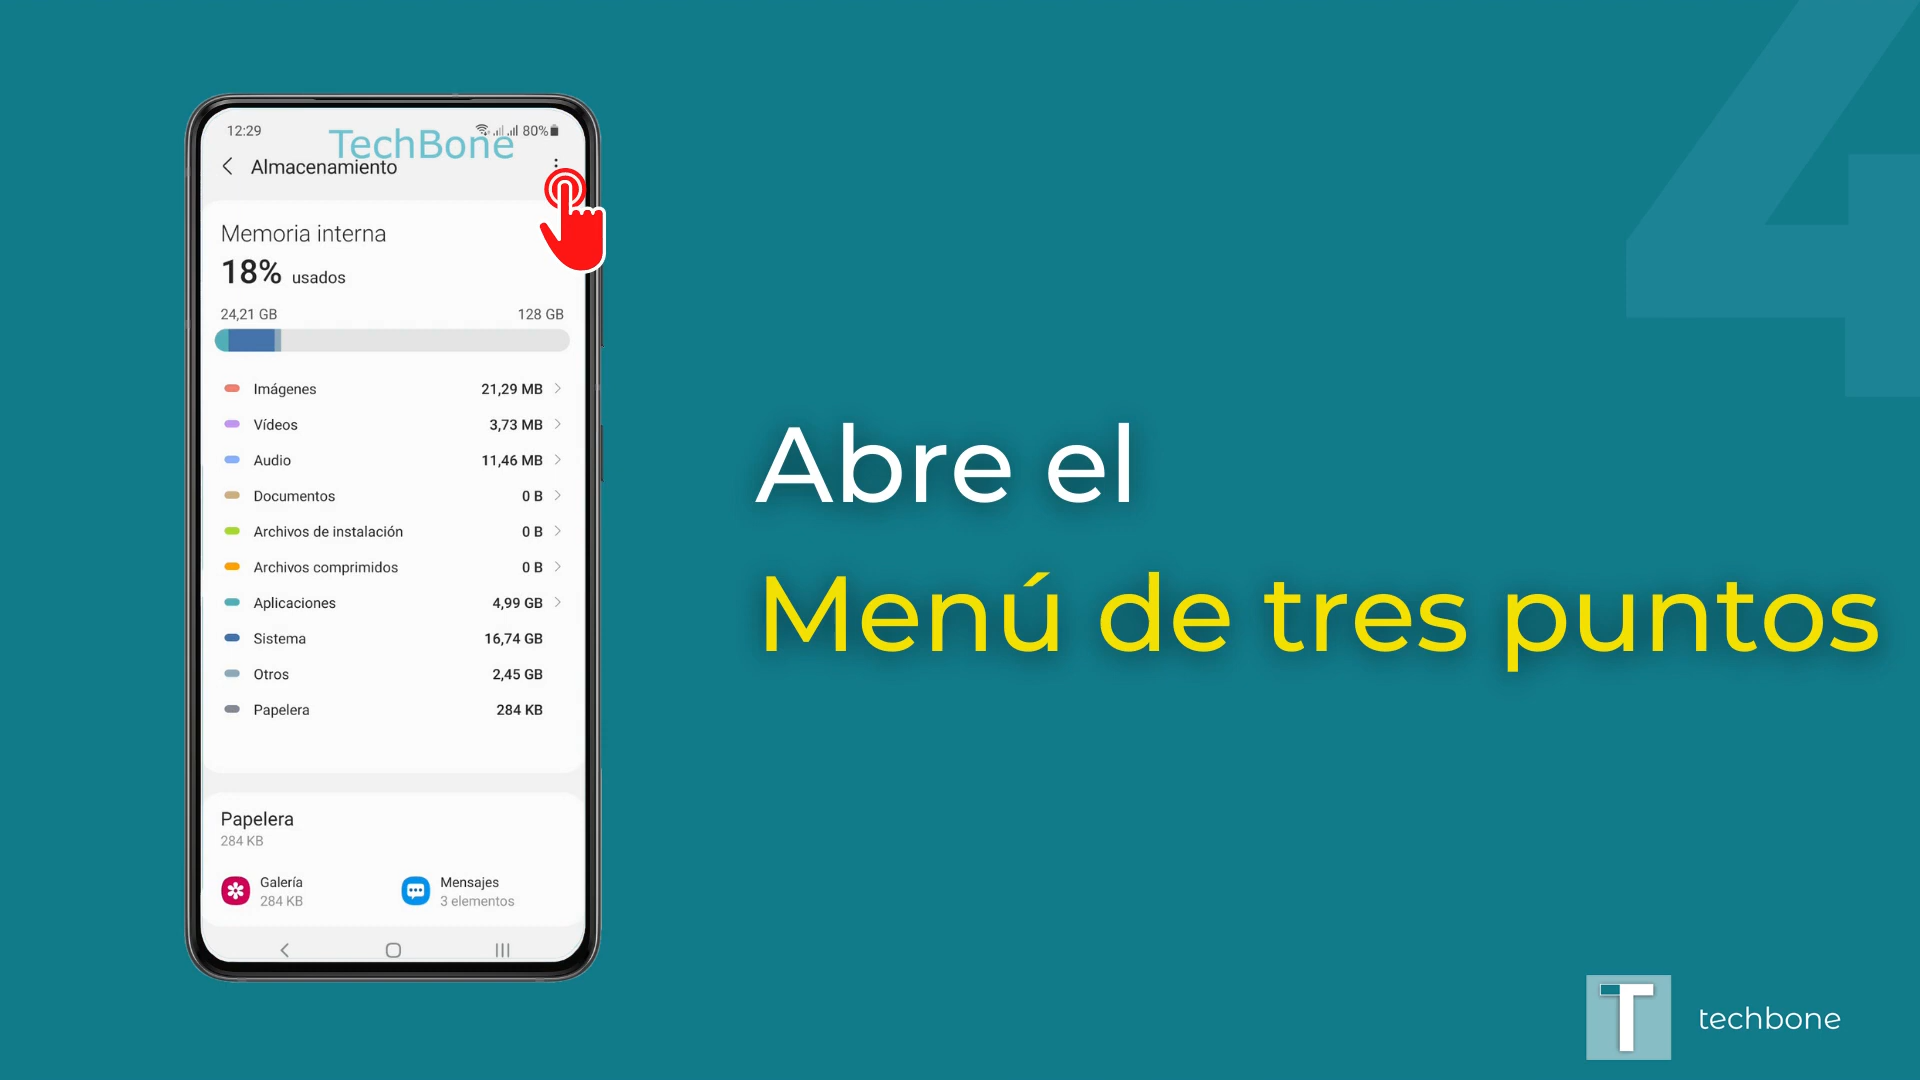 4
12:29
80%
TechBone
Almacenamiento
Memoria interna
18% usados
24,21 GB 128 GB
Imágenes 21,29 MB
Vídeos 3,73 MB
Audio 11,46 MB
Documentos 0 B
Archivos de instalación 0 B
Archivos comprimidos 0 B
Aplicaciones 4,99 GB
Sistema 16,74 GB
Otros 2,45 GB
Papelera 284 KB
Papelera
284 KB
Galería
284 KB
Mensajes
3 elementos
Abre el
Menú de tres puntos
T techbone